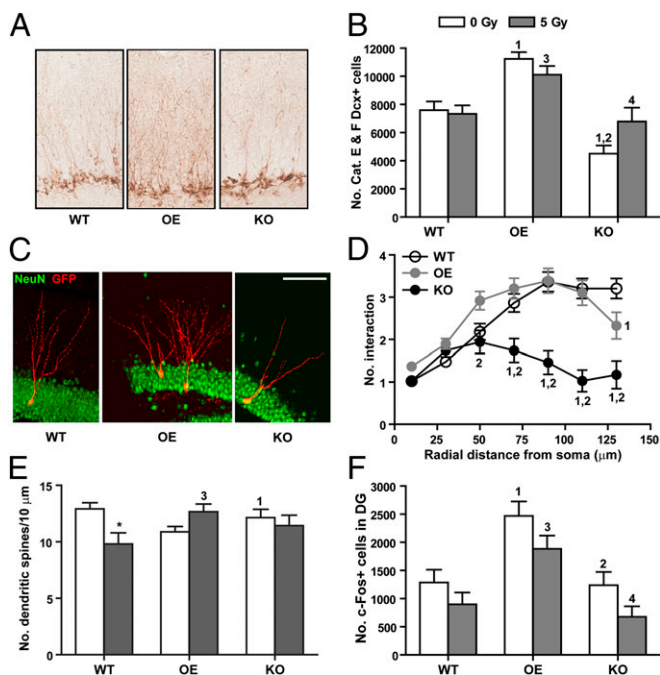 A
WT
OE
KO
B
0 Gy
5 Gy
No. Cat. E & F Dcx+ cells
12000
10000
8000
6000
4000
2000
0
1
3
1,2
4
WT
OE
KO
C
NeuN GFP
WT
OE
KO
D
WT
OE
KO
No. interaction
4
3
2
1
0
2
1,2
1,2
1,2
1,2
1
0
25
50
75
100
125
150
Radial distance from soma (μm)
E
No. dendritic spines/10 μm
15
10
5
0
*
3
1
WT
OE
KO
F
No. c-Fos+ cells in DG
3000
2500
2000
1500
1000
500
0
1
3
2
4
WT
OE
KO